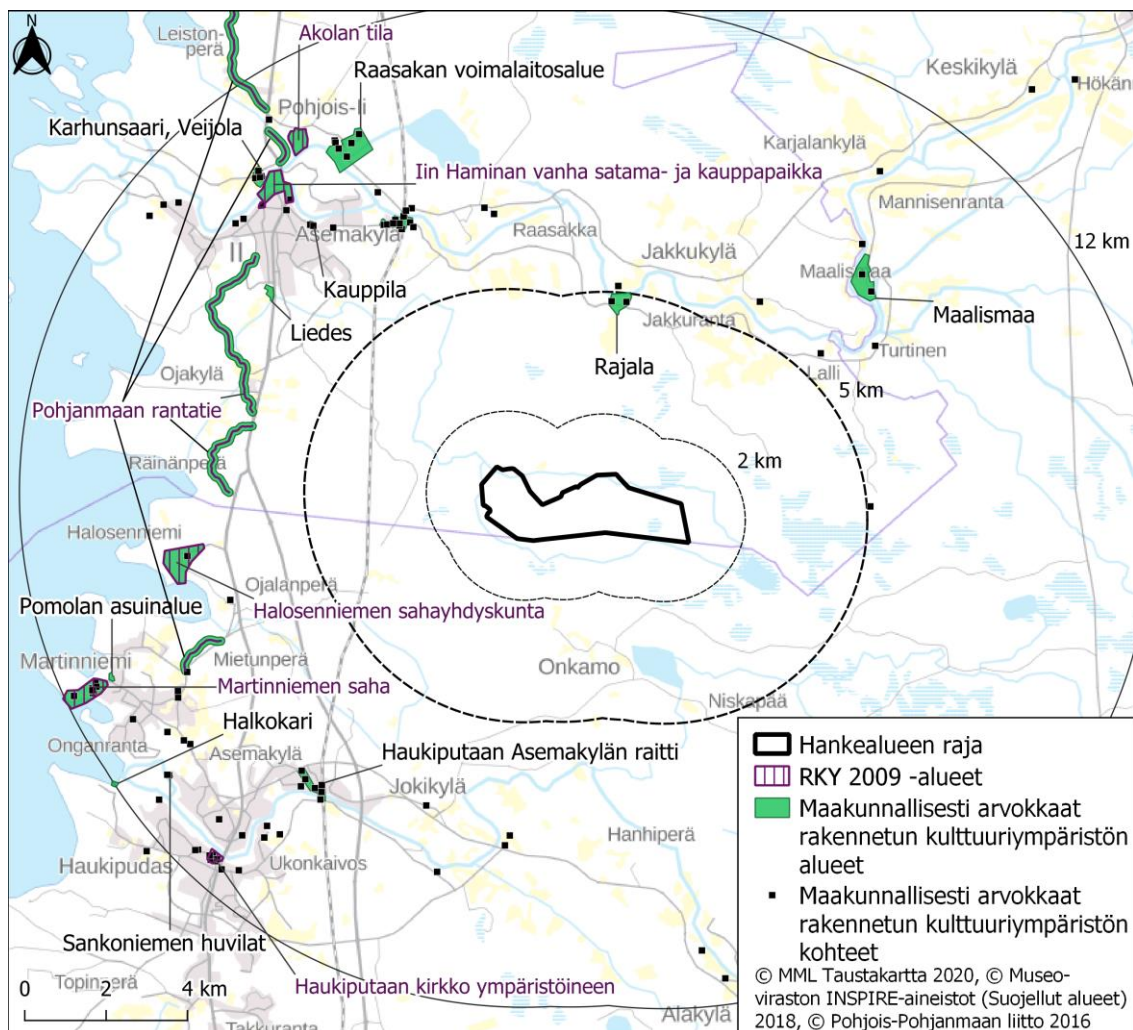 N
Leiston-
perä
Akolan tila
Raasakan voimalaitosalue
Keskikylä
Pohjois-Ii
Karhunsaari, Veijola
Karjalankylä
Iin Haminan vanha satama- ja kauppapaikka
Mannisenranta
12 km
Asemakylä
Raasakka
II
Jakkukylä
Maalismaa
Kauppila
Maalismaa
Liedes
Jakkuranta
Turtinen
Rajala
Lalli
Ojakylä
5 km
Pohjanmaan rantatie
Räinänperä
2 km
Halosenniemi
Ojalanperä
Pomolan asuinalue
Halosenniemen sahayhdyskunta
Martinniemi
Mietunperä
Onkamo
Martinniemen saha
Niskapää
Halkokari
Onganranta
Asemakylä
Haukiputaan Asemakylän raitti
Jokikylä
Hanhiperä
Haukipudas
Ukonkaivos
Sankoniemen huvilat
Topinperä
Haukiputaan kirkko ympäristöineen
0 2 4 km
Takkuranta
Alakylä
Hankealueen raja
RKY 2009 -alueet
Maakunnallisesti arvokkaat
rakennetun kulttuuriympäristön
alueet
Maakunnallisesti arvokkaat
rakennetun kulttuuriympäristön
kohteet
© MML Taustakartta 2020, © Museo-
viraston INSPIRE-aineistot (Suojellut alueet)
2018, © Pohjois-Pohjanmaan liitto 2016